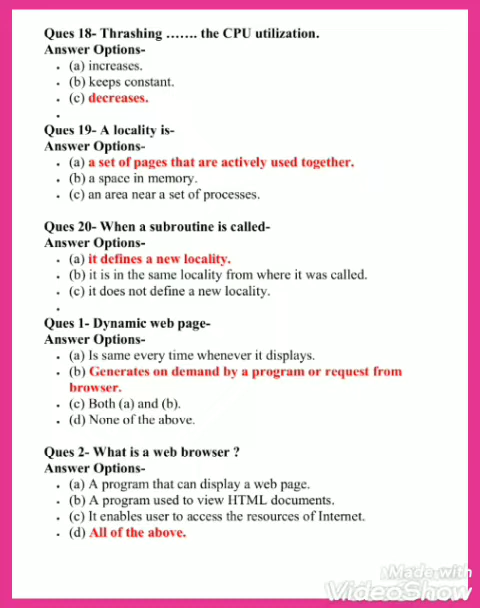 Ques 18- Thrashing ....... the CPU utilization.
Answer Options-
• (a) increases.
• (b) keeps constant.
• (c) decreases.
•
Ques 19- A locality is-
Answer Options-
• (a) a set of pages that are actively used together.
• (b) a space in memory.
• (c) an area near a set of processes.
Ques 20- When a subroutine is called-
Answer Options-
• (a) it defines a new locality.
• (b) it is in the same locality from where it was called.
• (c) it does not define a new locality.
•
Ques 1- Dynamic web page-
Answer Options-
• (a) Is same every time whenever it displays.
• (b) Generates on demand by a program or request from
browser.
• (c) Both (a) and (b).
• (d) None of the above.
Ques 2- What is a web browser ?
Answer Options-
• (a) A program that can display a web page.
• (b) A program used to view HTML documents.
• (c) It enables user to access the resources of Internet.
• (d) All of the above.
Made with
VideoShow